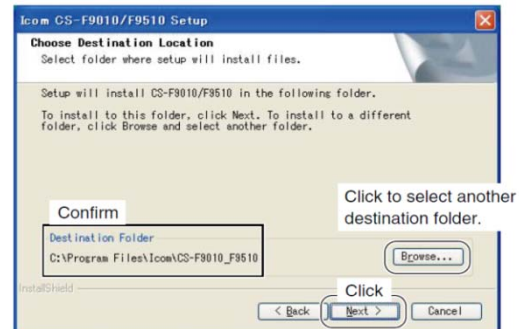 Icom CS-F9010/F9510 Setup
Choose Destination Location
Select folder where setup will install files.
Setup will install CS-F9010/F9510 in the following folder.
To install to this folder, click Next. To install to a different
folder, click Browse and select another folder.
Click to select another
destination folder.
Confirm
Destination Folder
C:\Program Files\Icom\CS-F9010_F9510
Browse...
InstallShield
Click
< Back
Next >
Cancel